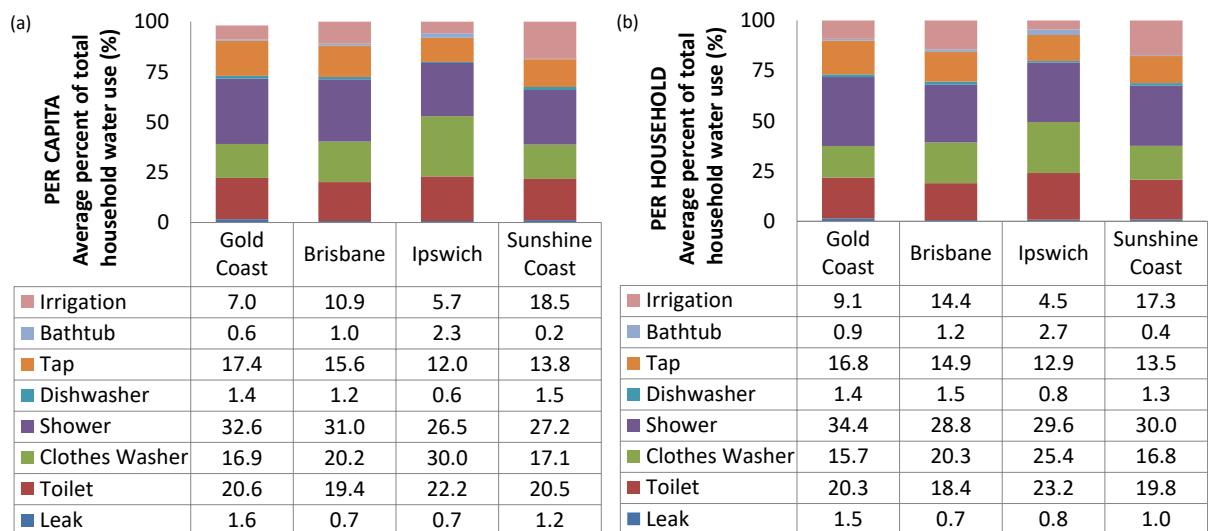 (a)
PER CAPITA
Average percent of total
household water use (%)
100
75
50
25
0
Gold Coast Brisbane Ipswich Sunshine Coast
Irrigation 7.0 10.9 5.7 18.5
Bathtub 0.6 1.0 2.3 0.2
Tap 17.4 15.6 12.0 13.8
Dishwasher 1.4 1.2 0.6 1.5
Shower 32.6 31.0 26.5 27.2
Clothes Washer 16.9 20.2 30.0 17.1
Toilet 20.6 19.4 22.2 20.5
Leak 1.6 0.7 0.7 1.2
(b)
PER HOUSEHOLD
Average percent of total
household water use (%)
100
75
50
25
0
Gold Coast Brisbane Ipswich Sunshine Coast
Irrigation 9.1 14.4 4.5 17.3
Bathtub 0.9 1.2 2.7 0.4
Tap 16.8 14.9 12.9 13.5
Dishwasher 1.4 1.5 0.8 1.3
Shower 34.4 28.8 29.6 30.0
Clothes Washer 15.7 20.3 25.4 16.8
Toilet 20.3 18.4 23.2 19.8
Leak 1.5 0.7 0.8 1.0